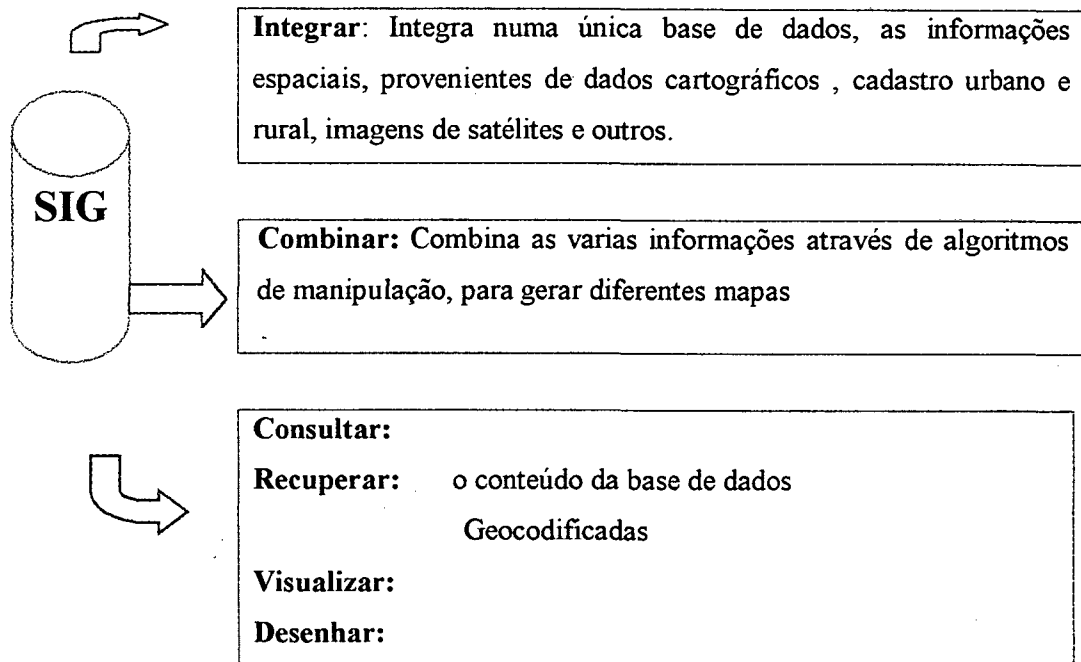 Integrar: Integra numa única base de dados, as informações
espaciais, provenientes de dados cartográficos , cadastro urbano e
rural, imagens de satélites e outros.
SIG
Combinar: Combina as varias informações através de algoritmos
de manipulação, para gerar diferentes mapas
Consultar:
Recuperar: o conteúdo da base de dados
Geocodificadas
Visualizar:
Desenhar: